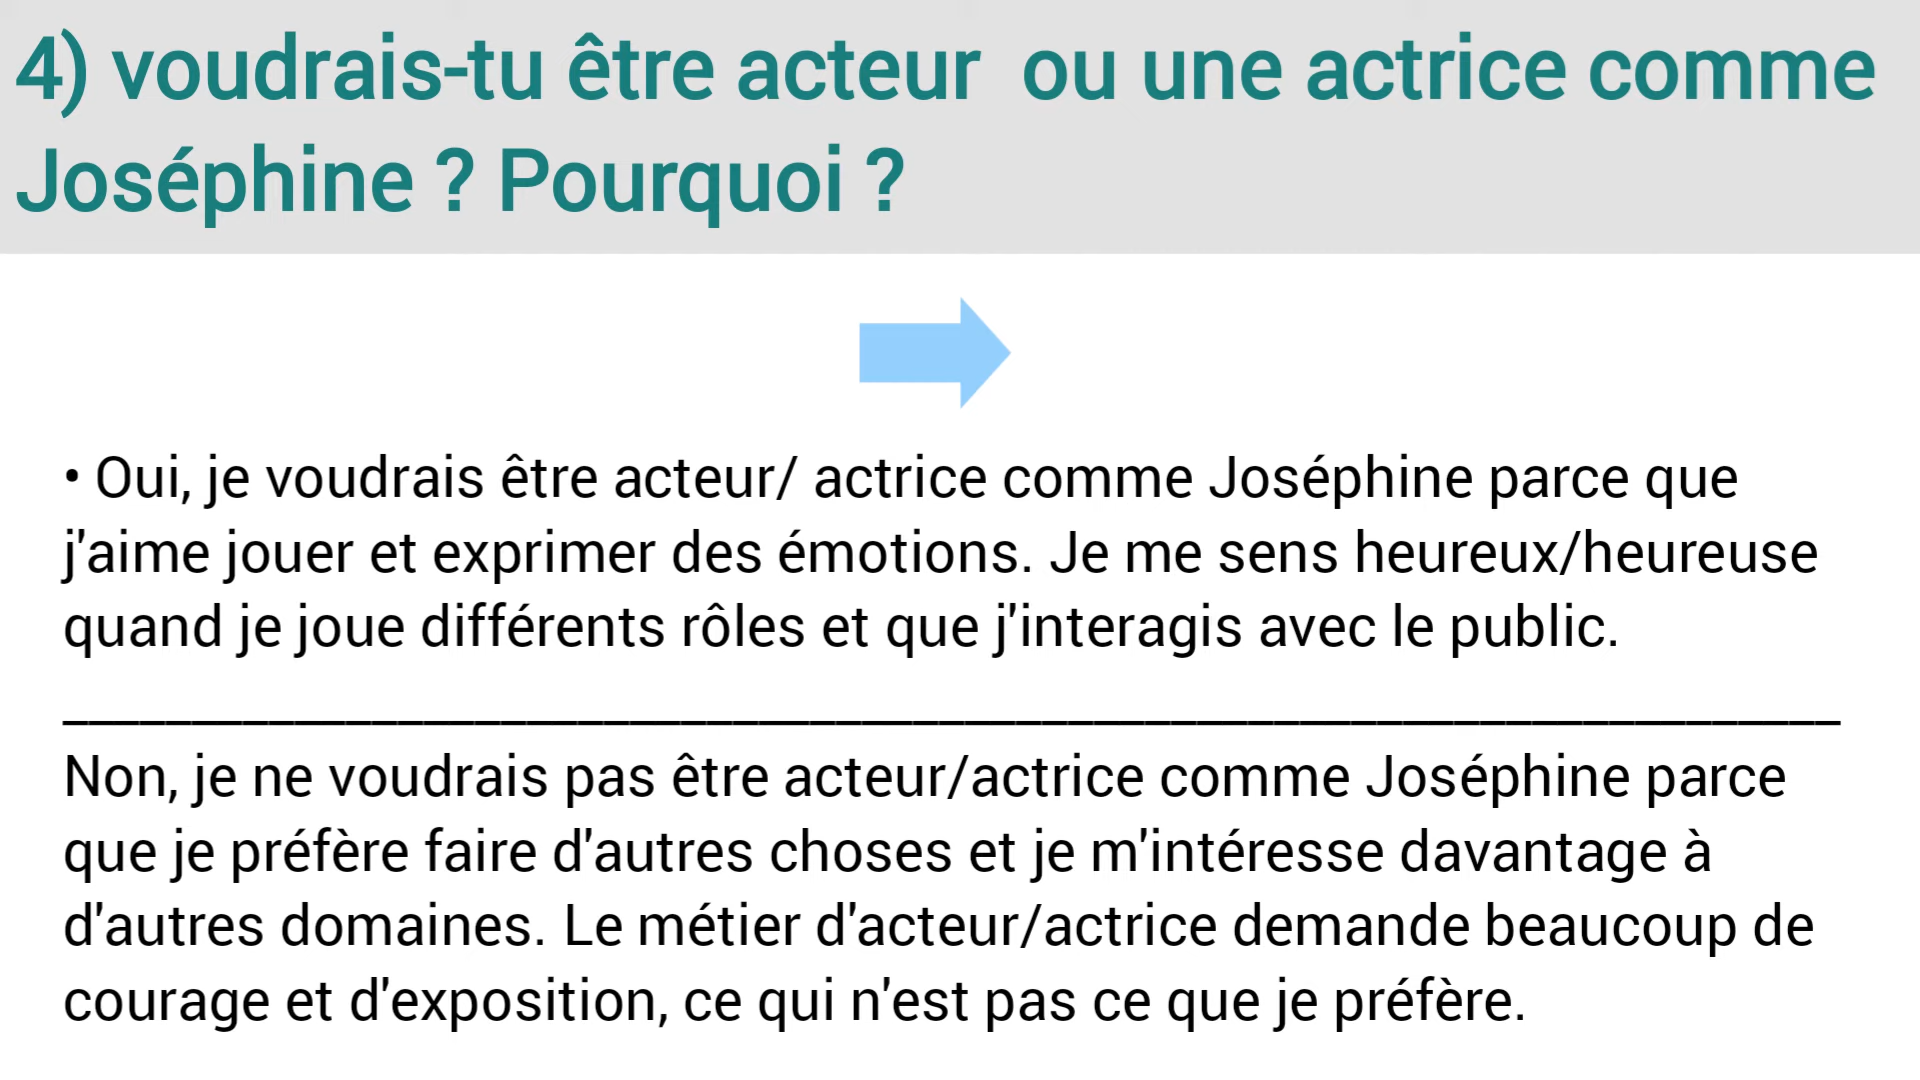 4) voudrais-tu être acteur  ou une actrice comme
Joséphine ? Pourquoi ?
• Oui, je voudrais être acteur/ actrice comme Joséphine parce que
j'aime jouer et exprimer des émotions. Je me sens heureux/heureuse
quand je joue différents rôles et que j'interagis avec le public.
______________________________________________________________________
Non, je ne voudrais pas être acteur/actrice comme Joséphine parce
que je préfère faire d'autres choses et je m'intéresse davantage à
d'autres domaines. Le métier d'acteur/actrice demande beaucoup de
courage et d'exposition, ce qui n'est pas ce que je préfère.